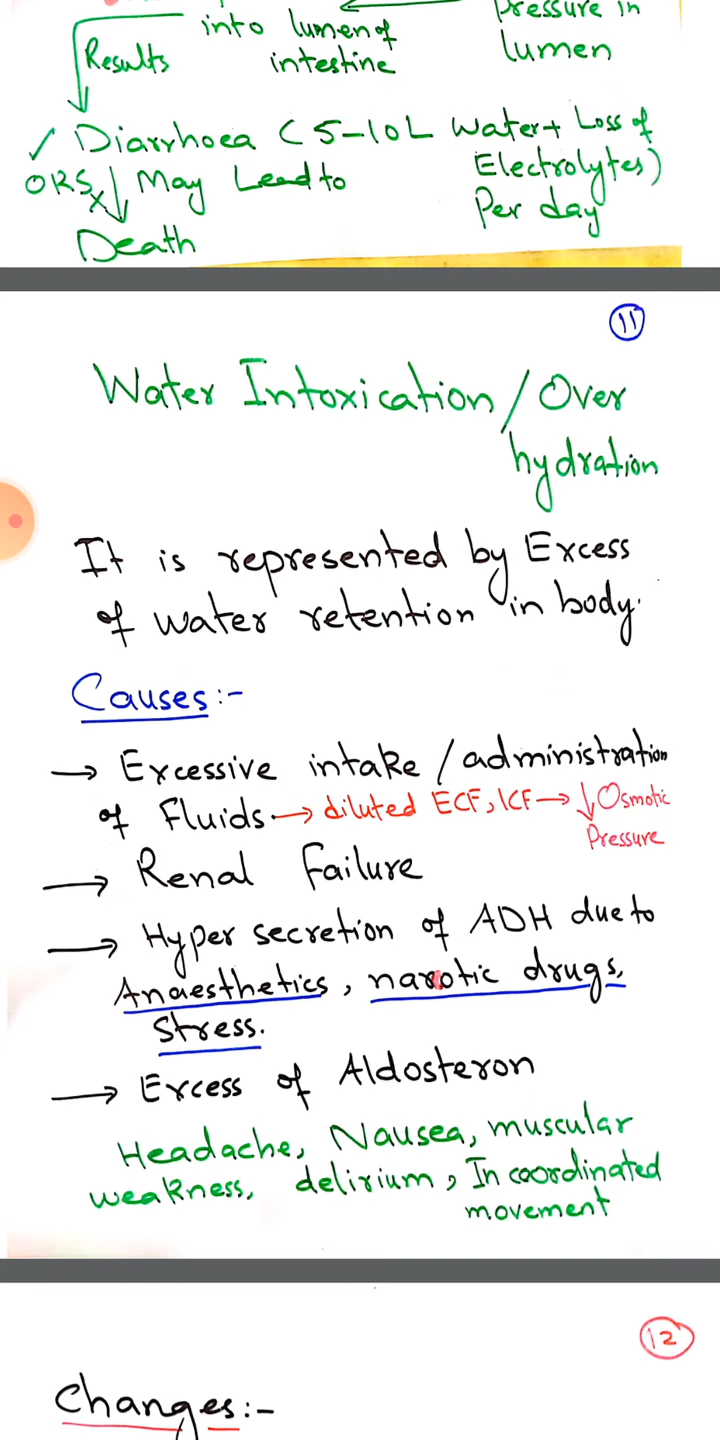 into lumen of
Pressure in
lumen
Results
intestine
✓ Diarrhoea ( 5-10L Water + Loss of
Electrolytes)
Per day
ORS x ↓ May Lead to
Death
11
Water Intoxication / Over
hydration
It is represented by Excess
of water retention in body.
Causes :-
→ Excessive intake / administration
of Fluids. → diluted ECF, ICF → ↓ Osmotic
Pressure
→ Renal Failure
→ Hyper secretion of ADH due to
Anaesthetics, narotic drugs,
Stress.
→ Excess of Aldosteron
Headache, Nausea, muscular
weakness, delirium, In coordinated
movement
12
Changes :-